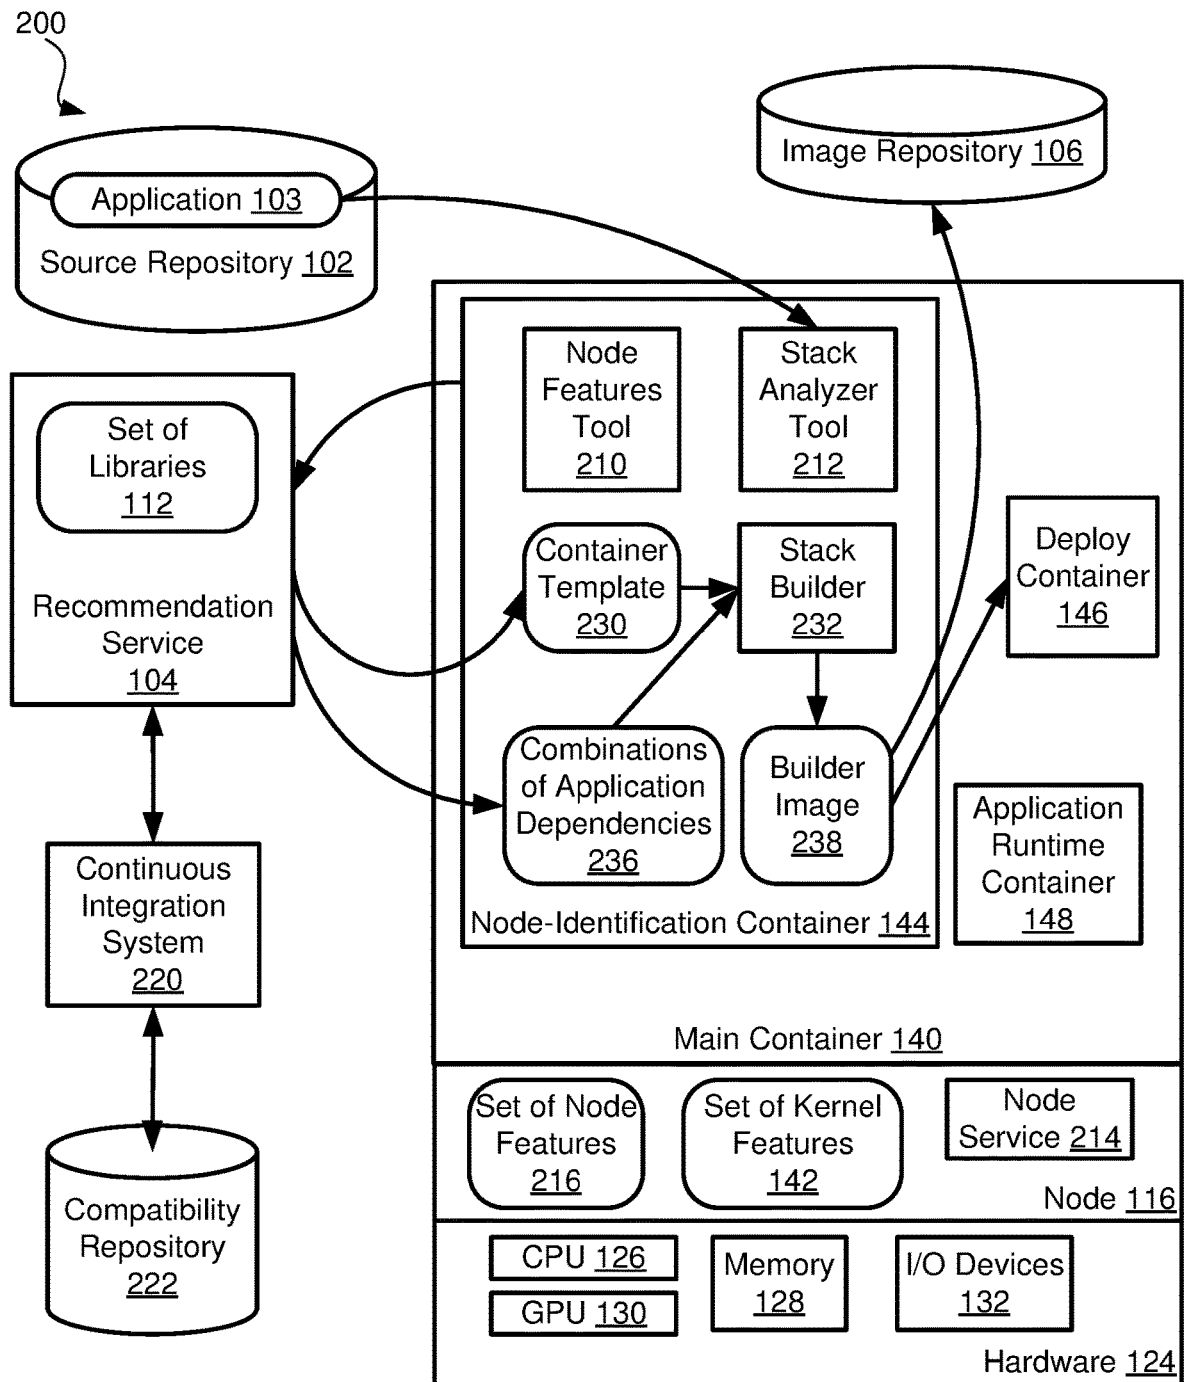 200
Application 103
Source Repository 102
Image Repository 106
Set of
Libraries
112
Recommendation
Service
104
Continuous
Integration
System
220
Compatibility
Repository
222
Node
Features
Tool
210
Stack
Analyzer
Tool
212
Container
Template
230
Stack
Builder
232
Combinations
of Application
Dependencies
236
Builder
Image
238
Node-Identification Container 144
Deploy
Container
146
Application
Runtime
Container
148
Main Container 140
Set of Node
Features
216
Set of Kernel
Features
142
Node
Service 214
Node 116
CPU 126
GPU 130
Memory
128
I/O Devices
132
Hardware 124